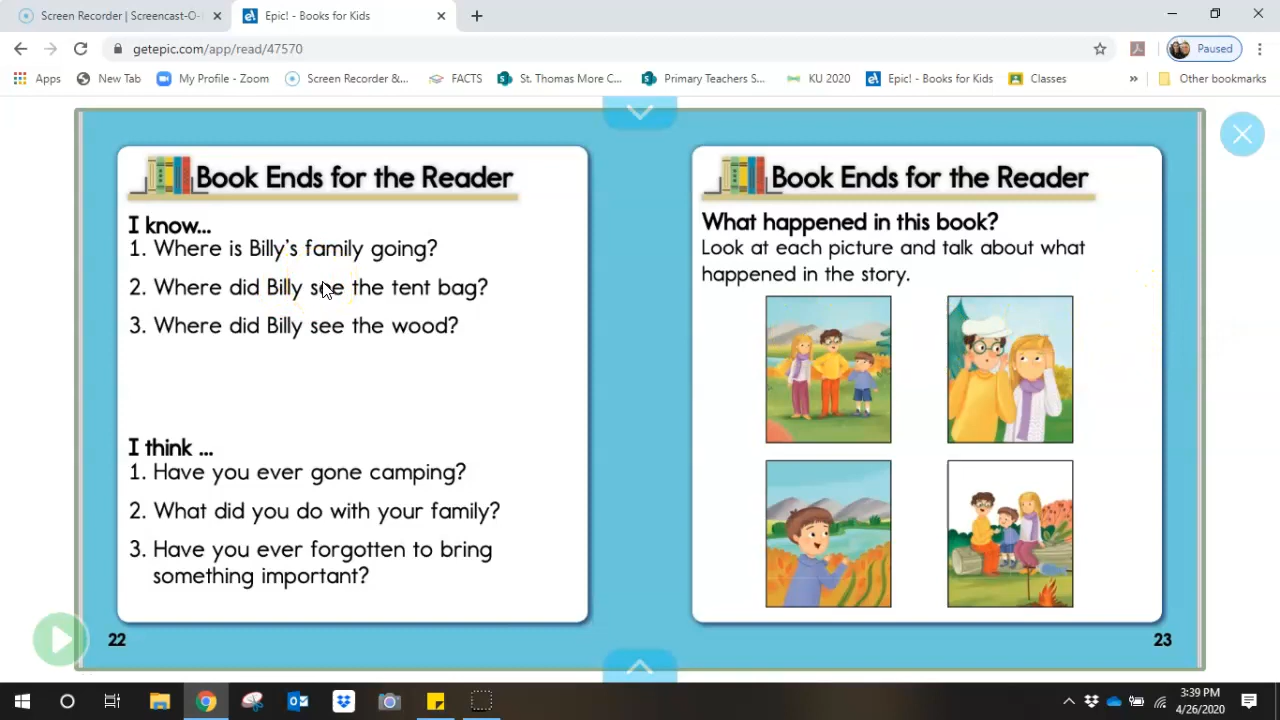 Screen Recorder | Screencast-O-
Epic! - Books for Kids
getepic.com/app/read/47570
Paused
Apps
New Tab
My Profile - Zoom
Screen Recorder &...
FACTS
St. Thomas More C...
Primary Teachers S...
KU 2020
Epic! - Books for Kids
Classes
»
Other bookmarks
Book Ends for the Reader
I know...
1. Where is Billy's family going?
2. Where did Billy see the tent bag?
3. Where did Billy see the wood?
I think ...
1. Have you ever gone camping?
2. What did you do with your family?
3. Have you ever forgotten to bring
something important?
22
Book Ends for the Reader
What happened in this book?
Look at each picture and talk about what
happened in the story.
23
3:39 PM
4/26/2020